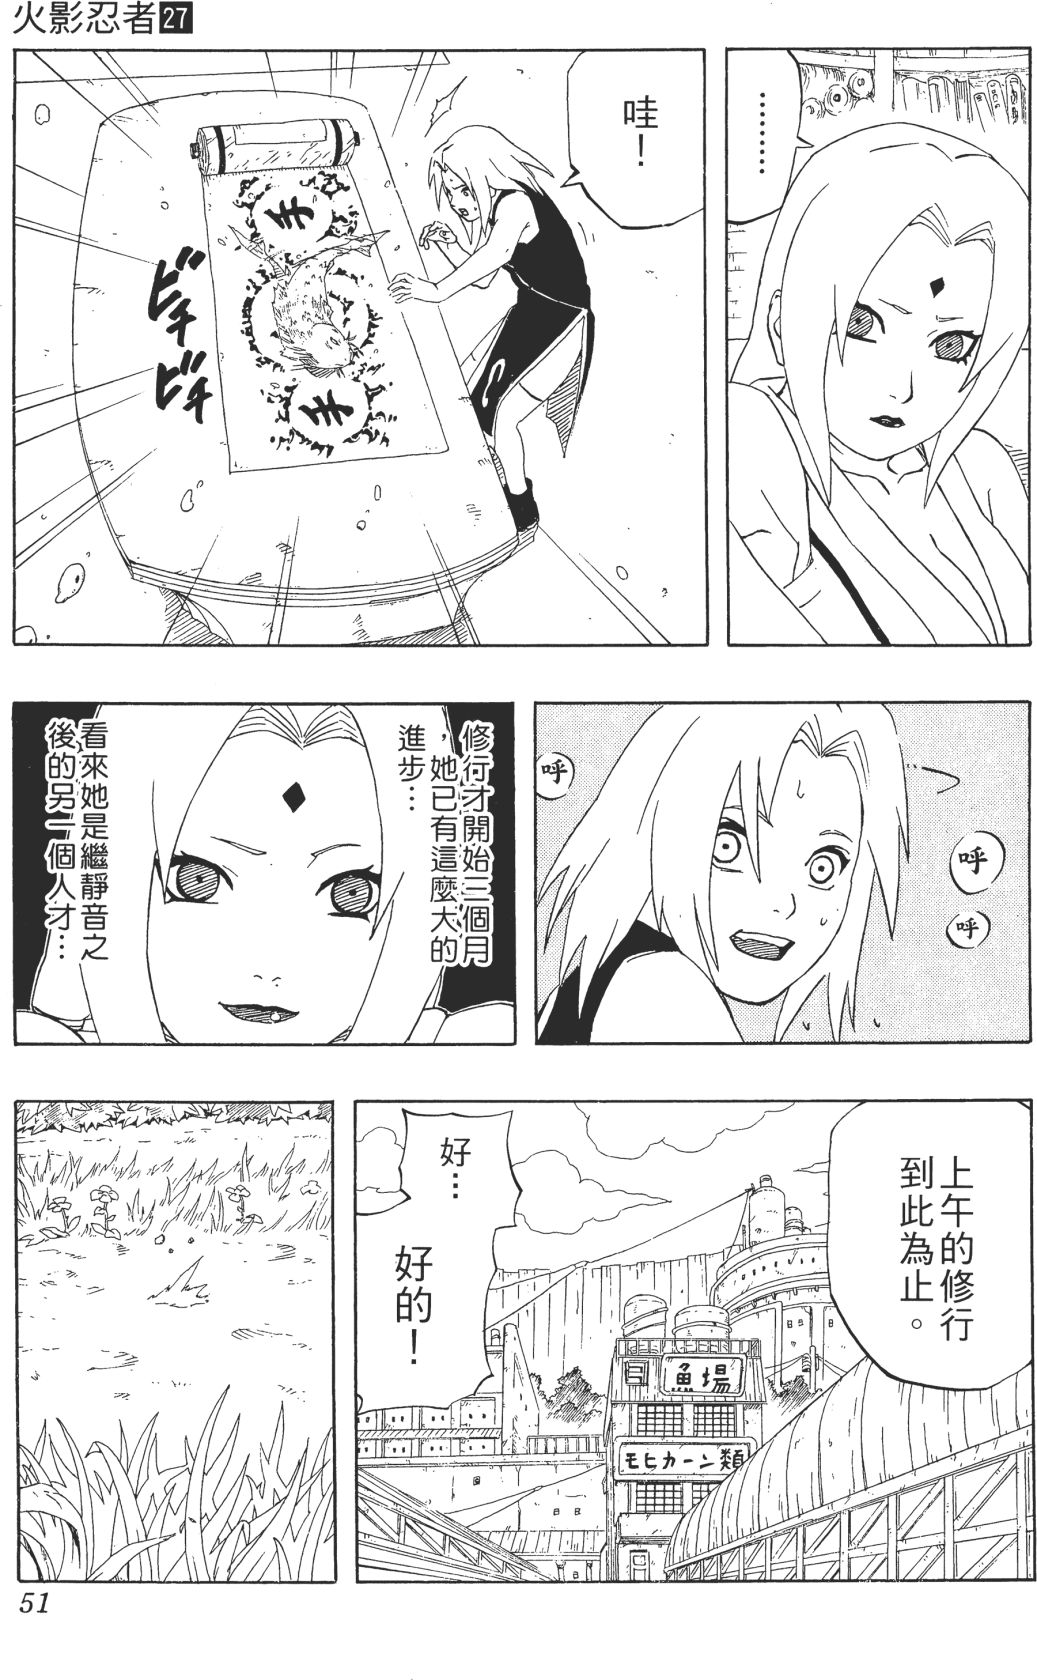 火影忍者27
………
哇！
ビチ
ビチ
手
手
呼
呼
呼
修行才開始三個月
，她已有這麼大的
進步…
看來她是繼靜音之
後的另一個人才…
上午的修行
到此為止。
好…
好的！
魚場
モヒカーン類
51